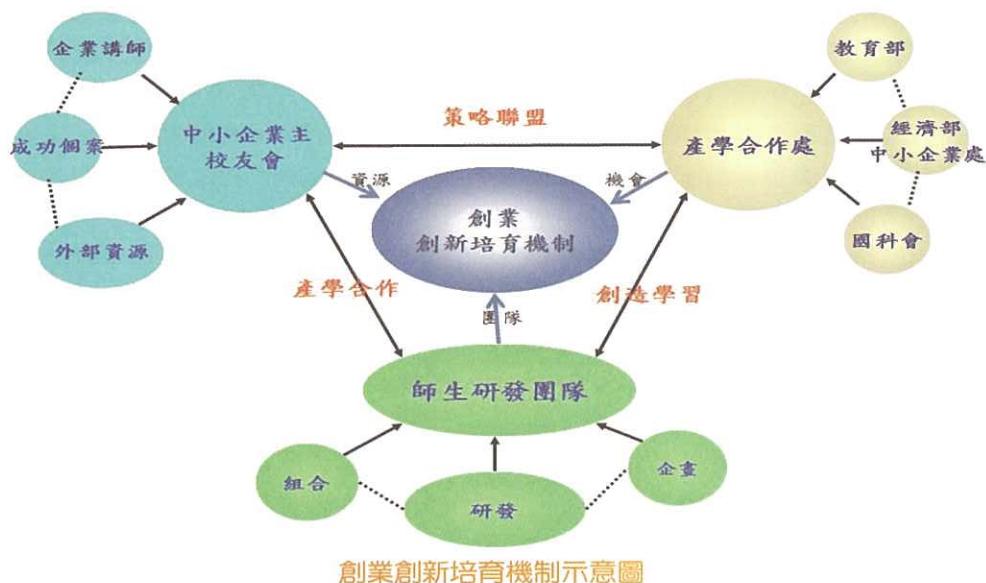 企業講師
教育部
策略聯盟
中小企業主
校友會
產學合作處
成功個案
經濟部
中小企業處
資源
機會
創業
創新培育機制
外部資源
國科會
產學合作
創造學習
團隊
師生研發團隊
組合
企畫
研發
創業創新培育機制示意圖